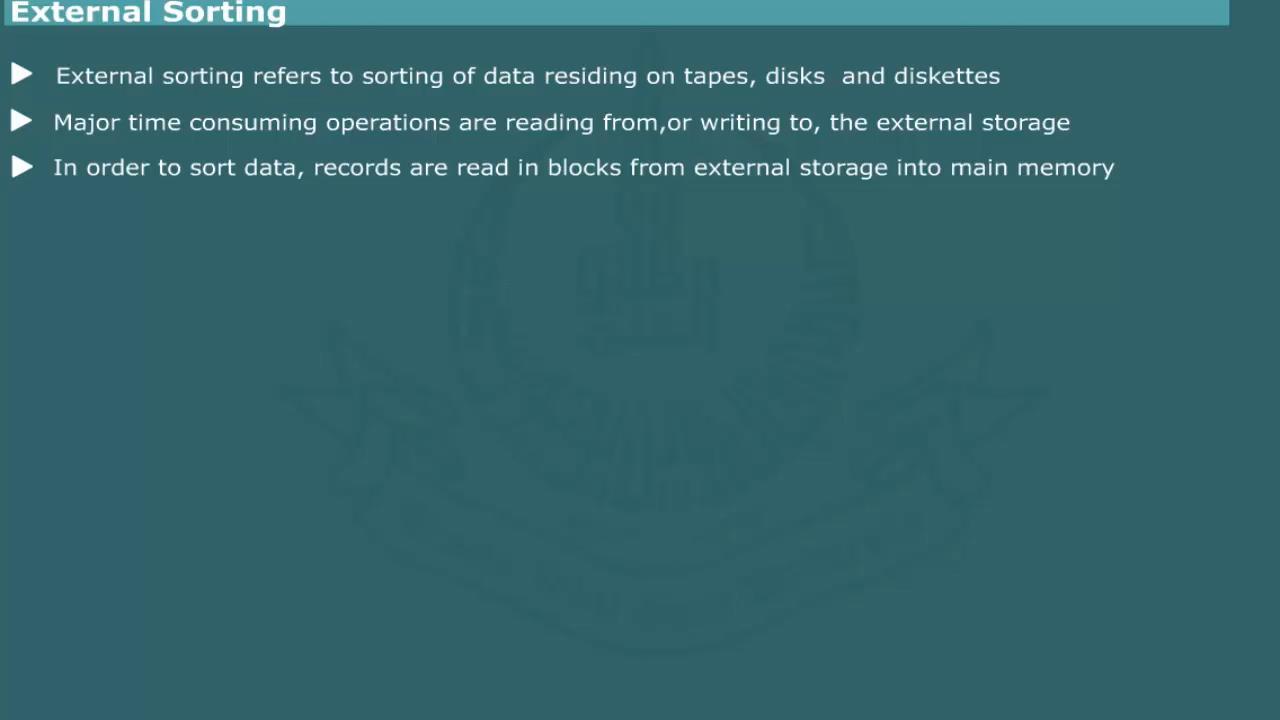 External Sorting
External sorting refers to sorting of data residing on tapes, disks and diskettes
Major time consuming operations are reading from,or writing to, the external storage
In order to sort data, records are read in blocks from external storage into main memory